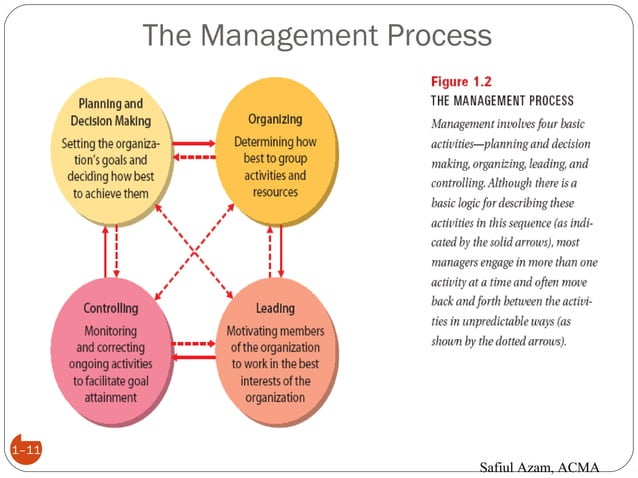 The Management Process
Planning and
Decision Making
Setting the organiza-
tion's goals and
deciding how best
to achieve them
Organizing
Determining how
best to group
activities and
resources
Controlling
Monitoring
and correcting
ongoing activities
to facilitate goal
attainment
Leading
Motivating members
of the organization
to work in the best
interests of the
organization
Figure 1.2
THE MANAGEMENT PROCESS
Management involves four basic
activities—planning and decision
making, organizing, leading, and
controlling. Although there is a
basic logic for describing these
activities in this sequence (as indi-
cated by the solid arrows), most
managers engage in more than one
activity at a time and often move
back and forth between the activi-
ties in unpredictable ways (as
shown by the dotted arrows).
1–11
Safiul Azam, ACMA